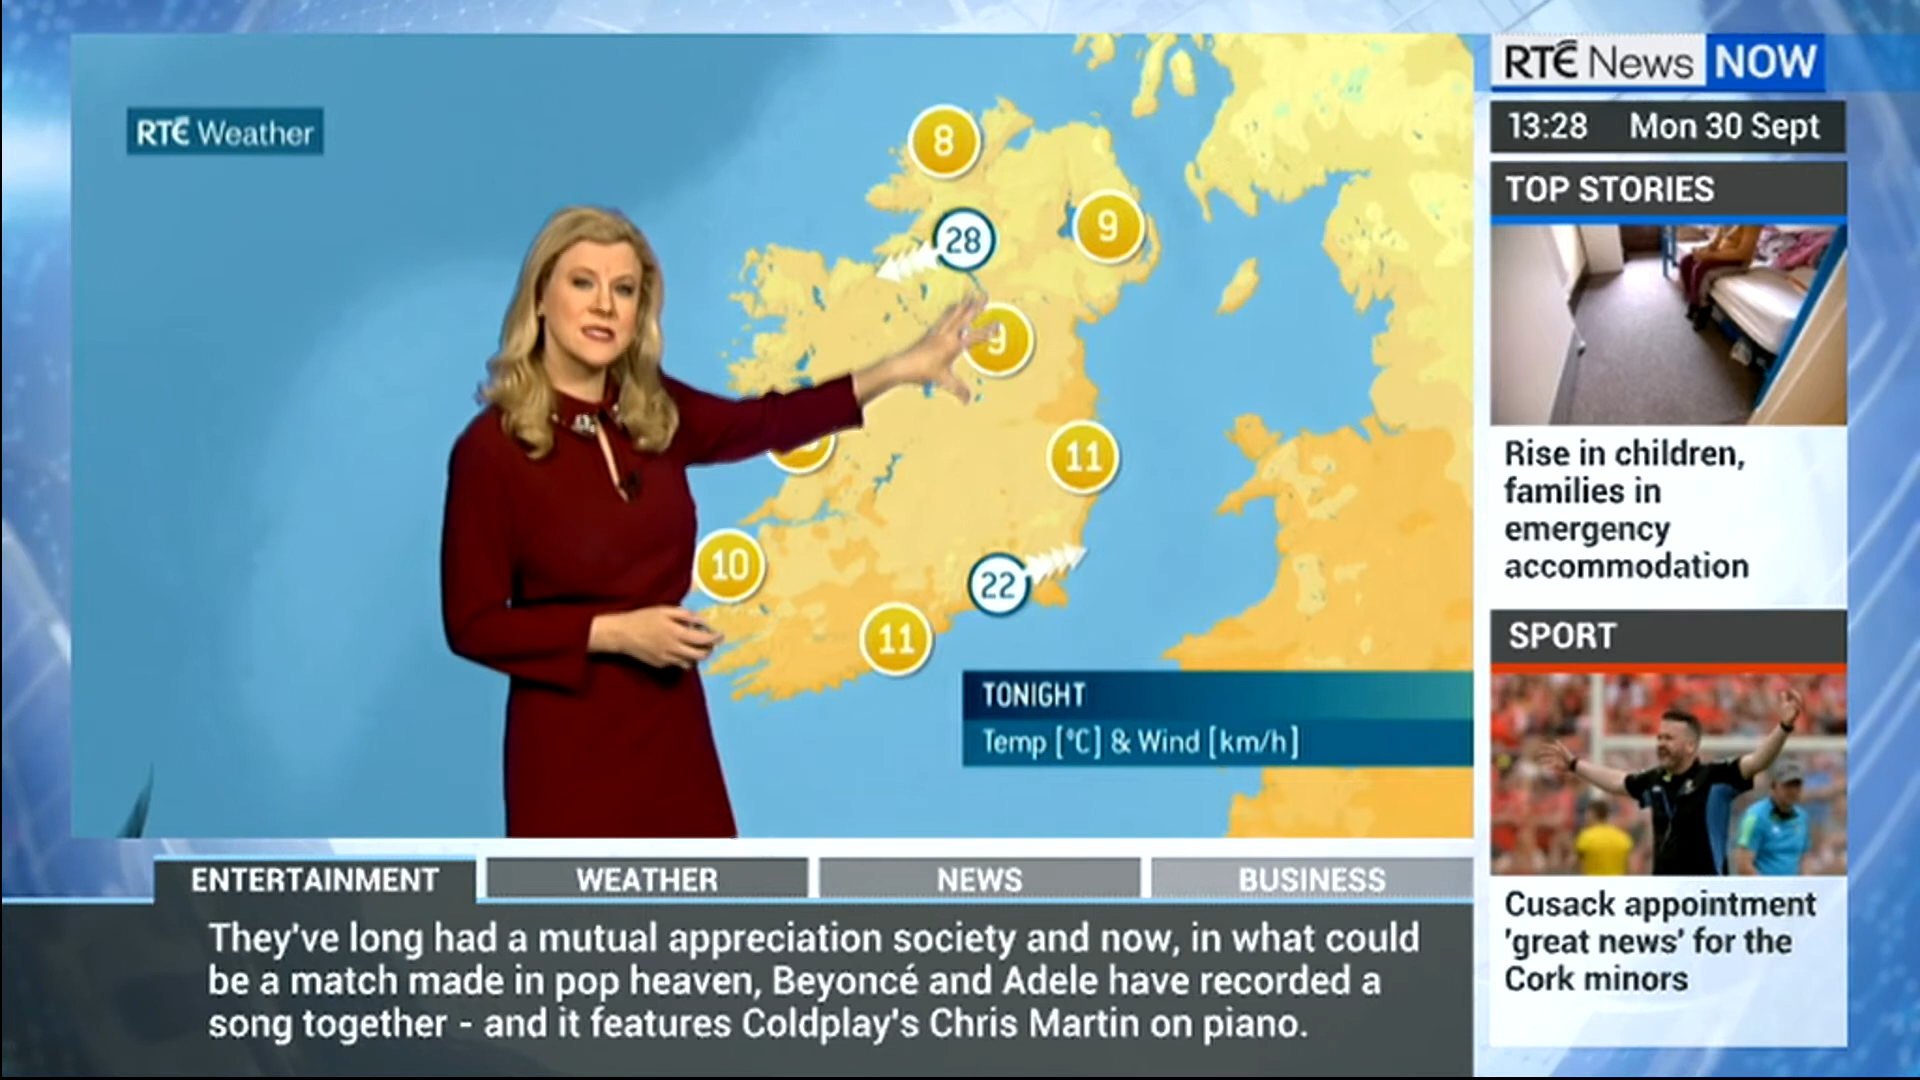 RTÉ Weather
8
9
28
9
11
10
22
11
TONIGHT
Temp [°C] & Wind [km/h]
RTÉ News NOW
13:28 Mon 30 Sept
TOP STORIES
Rise in children,
families in
emergency
accommodation
SPORT
Cusack appointment
'great news' for the
Cork minors
ENTERTAINMENT WEATHER NEWS BUSINESS
They've long had a mutual appreciation society and now, in what could
be a match made in pop heaven, Beyoncé and Adele have recorded a
song together - and it features Coldplay's Chris Martin on piano.